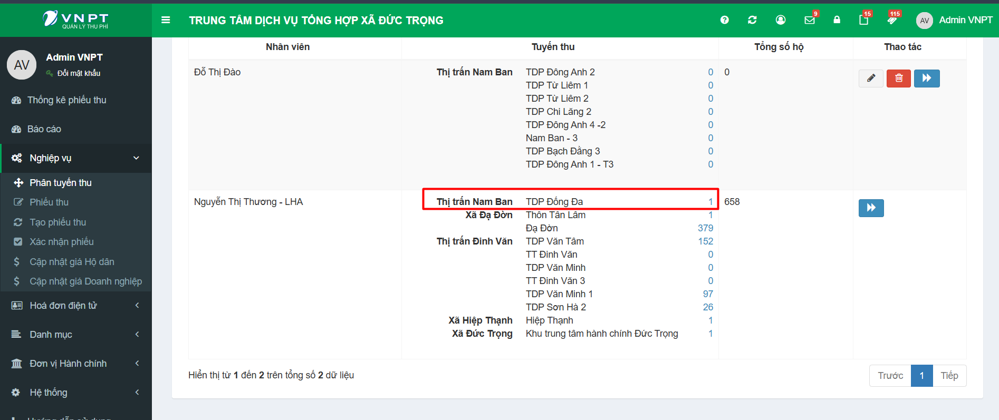 VNPT
QUẢN LÝ THU PHÍ
TRUNG TÂM DỊCH VỤ TỔNG HỢP XÃ ĐỨC TRỌNG
9
15
115
AV
Admin VNPT
AV
Admin VNPT
Đổi mật khẩu
Thống kê phiếu thu
Báo cáo
Nghiệp vụ
Phân tuyến thu
Phiếu thu
Tạo phiếu thu
Xác nhận phiếu
Cập nhật giá Hộ dân
Cập nhật giá Doanh nghiệp
Hoá đơn điện tử
Danh mục
Đơn vị Hành chính
Hệ thống
Hướng dẫn sử dụng
Nhân viên Tuyến thu Tổng số hộ Thao tác
Đỗ Thị Đào Thị trấn Nam Ban TDP Đông Anh 2 0 0
TDP Từ Liêm 1 0
TDP Từ Liêm 2 0
TDP Chi Lăng 2 0
TDP Đông Anh 4 -2 0
Nam Ban - 3 0
TDP Bạch Đằng 3 0
TDP Đông Anh 1 - T3 0
Nguyễn Thị Thương - LHA Thị trấn Nam Ban TDP Đống Đa 1 658
Xã Đạ Đờn Thôn Tân Lâm 1
Đạ Đờn 379
Thị trấn Đinh Văn TDP Văn Tâm 152
TT Đinh Văn 0
TDP Văn Minh 0
TT Đinh Văn 3 0
TDP Văn Minh 1 97
TDP Sơn Hà 2 26
Xã Hiệp Thạnh Hiệp Thạnh 1
Xã Đức Trọng Khu trung tâm hành chính Đức Trọng 1
Hiển thị từ 1 đến 2 trên tổng số 2 dữ liệu
Trước 1 Tiếp